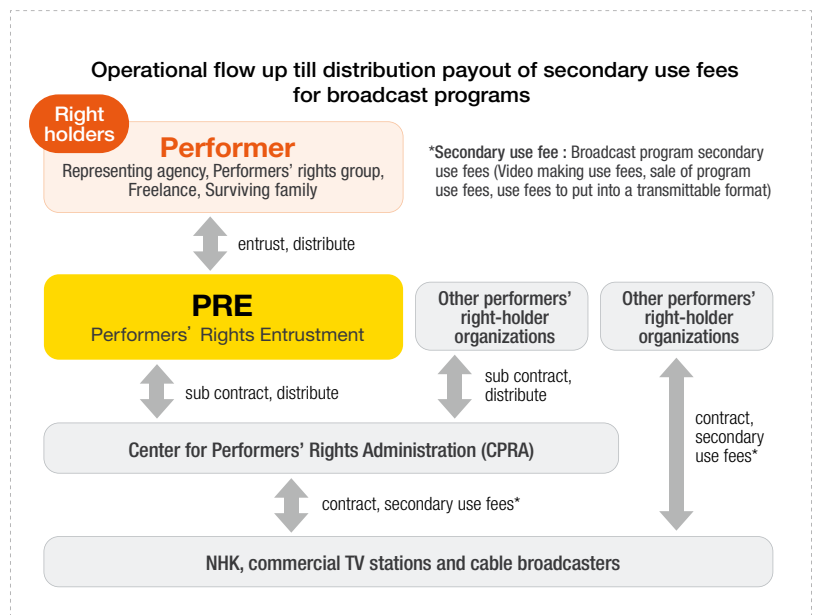 Operational flow up till distribution payout of secondary use fees
for broadcast programs
Right
holders
Performer
Representing agency, Performers' rights group,
Freelance, Surviving family
*Secondary use fee : Broadcast program secondary
use fees (Video making use fees, sale of program
use fees, use fees to put into a transmittable format)
entrust, distribute
PRE
Performers' Rights Entrustment
Other performers'
right-holder
organizations
Other performers'
right-holder
organizations
sub contract, distribute
sub contract,
distribute
contract,
secondary
use fees*
Center for Performers' Rights Administration (CPRA)
contract, secondary use fees*
NHK, commercial TV stations and cable broadcasters